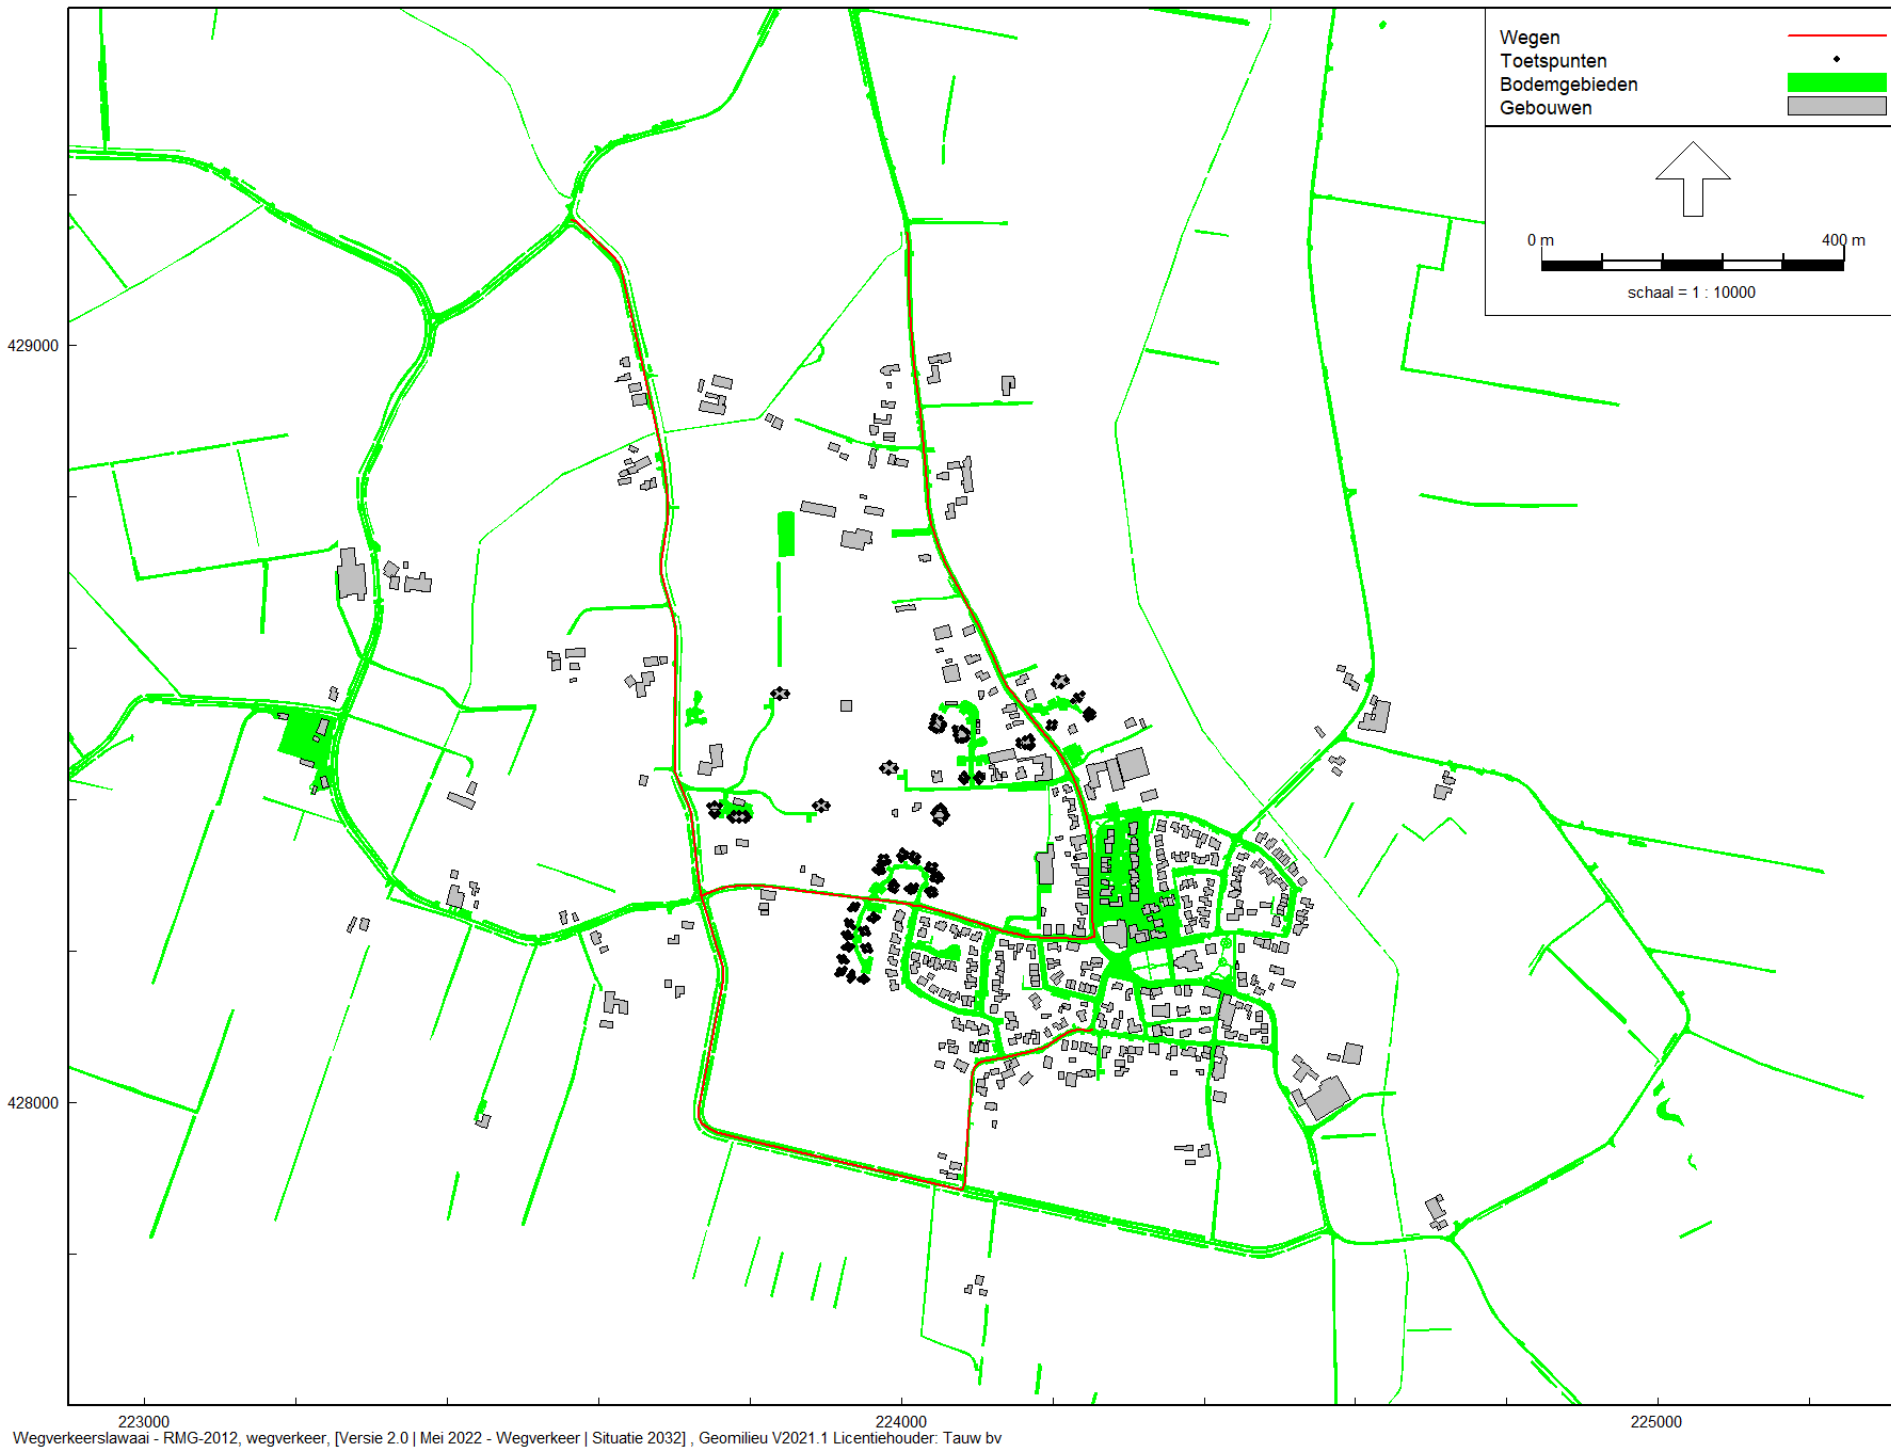 Wegen
Toetspunten
Bodemgebieden
Gebouwen
0 m 400 m
schaal = 1 : 10000
429000
428000
223000 224000 225000
Wegverkeerslawaai - RMG-2012, wegverkeer, [Versie 2.0 | Mei 2022 - Wegverkeer | Situatie 2032] , Geomilieu V2021.1 Licentiehouder: Tauw bv